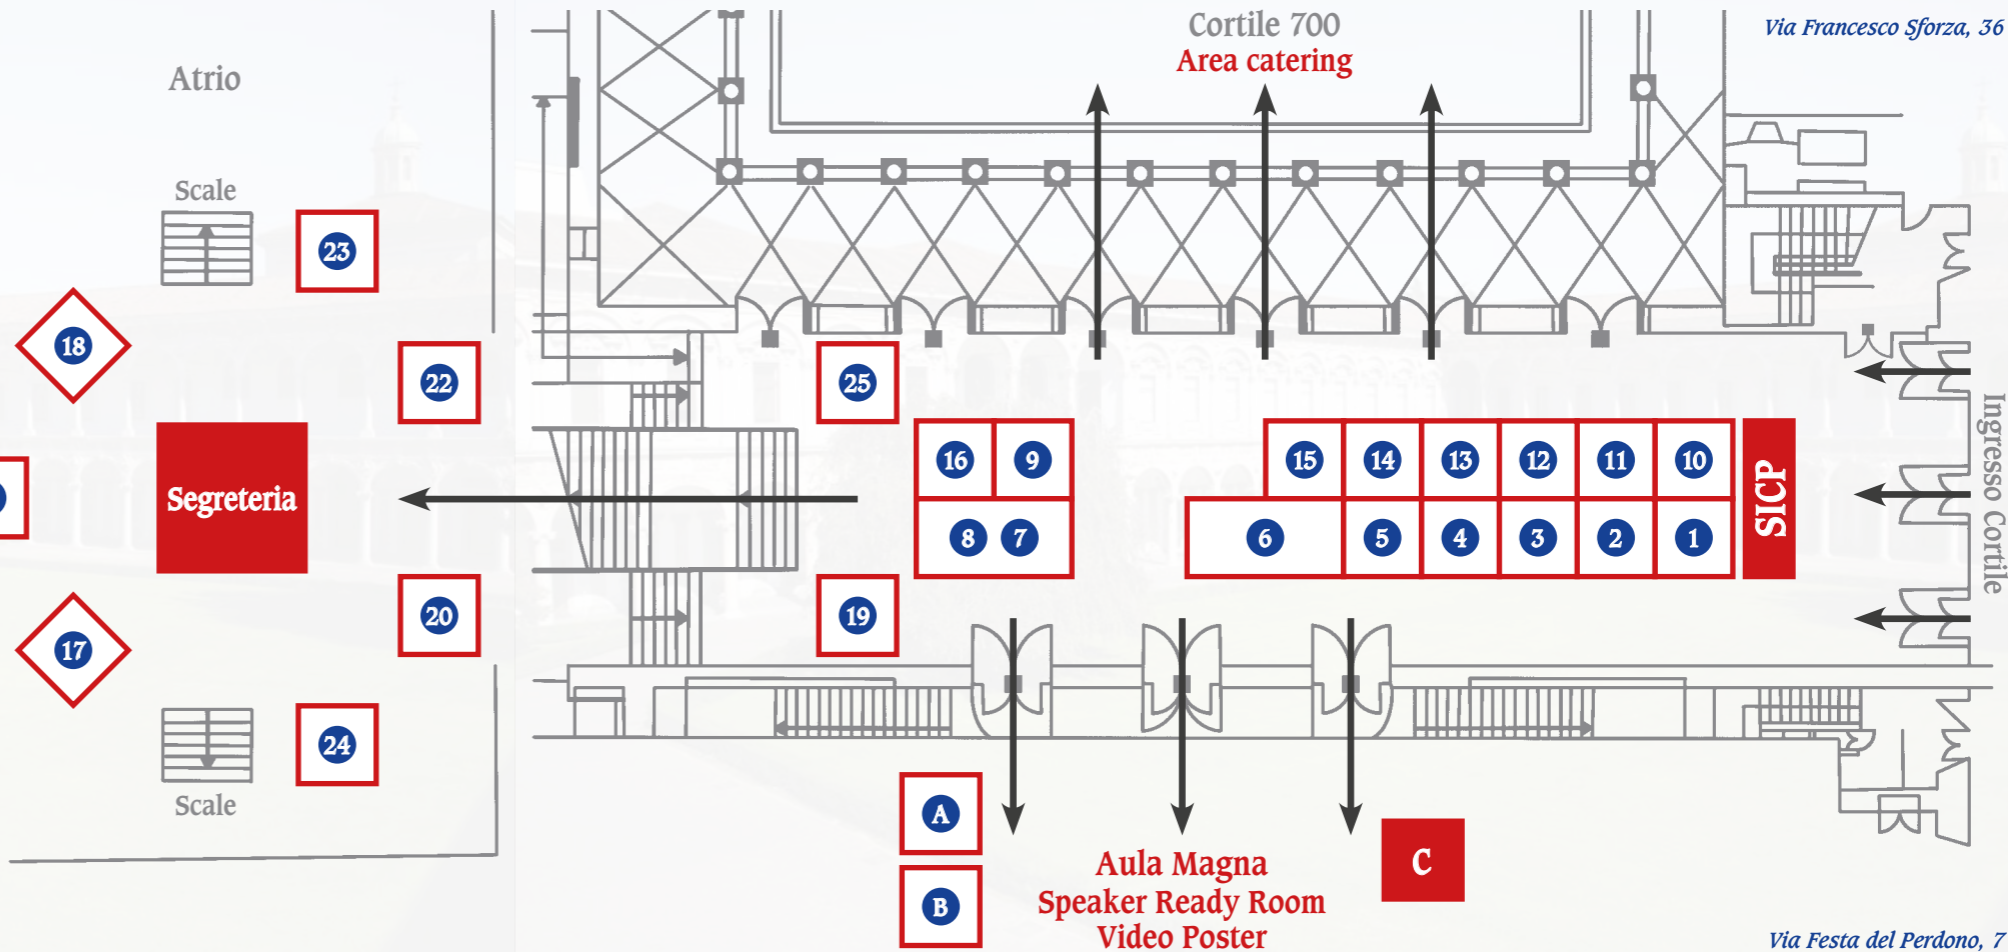 Cortile 700
Area catering
Via Francesco Sforza, 36
Atrio
Scale
23
18
22
25
Segreteria
16
9
15
14
13
12
11
10
SICP
Ingresso Cortile
8
7
6
5
4
3
2
1
20
19
17
24
Scale
A
B
Aula Magna
Speaker Ready Room
Video Poster
C
Via Festa del Perdono, 7